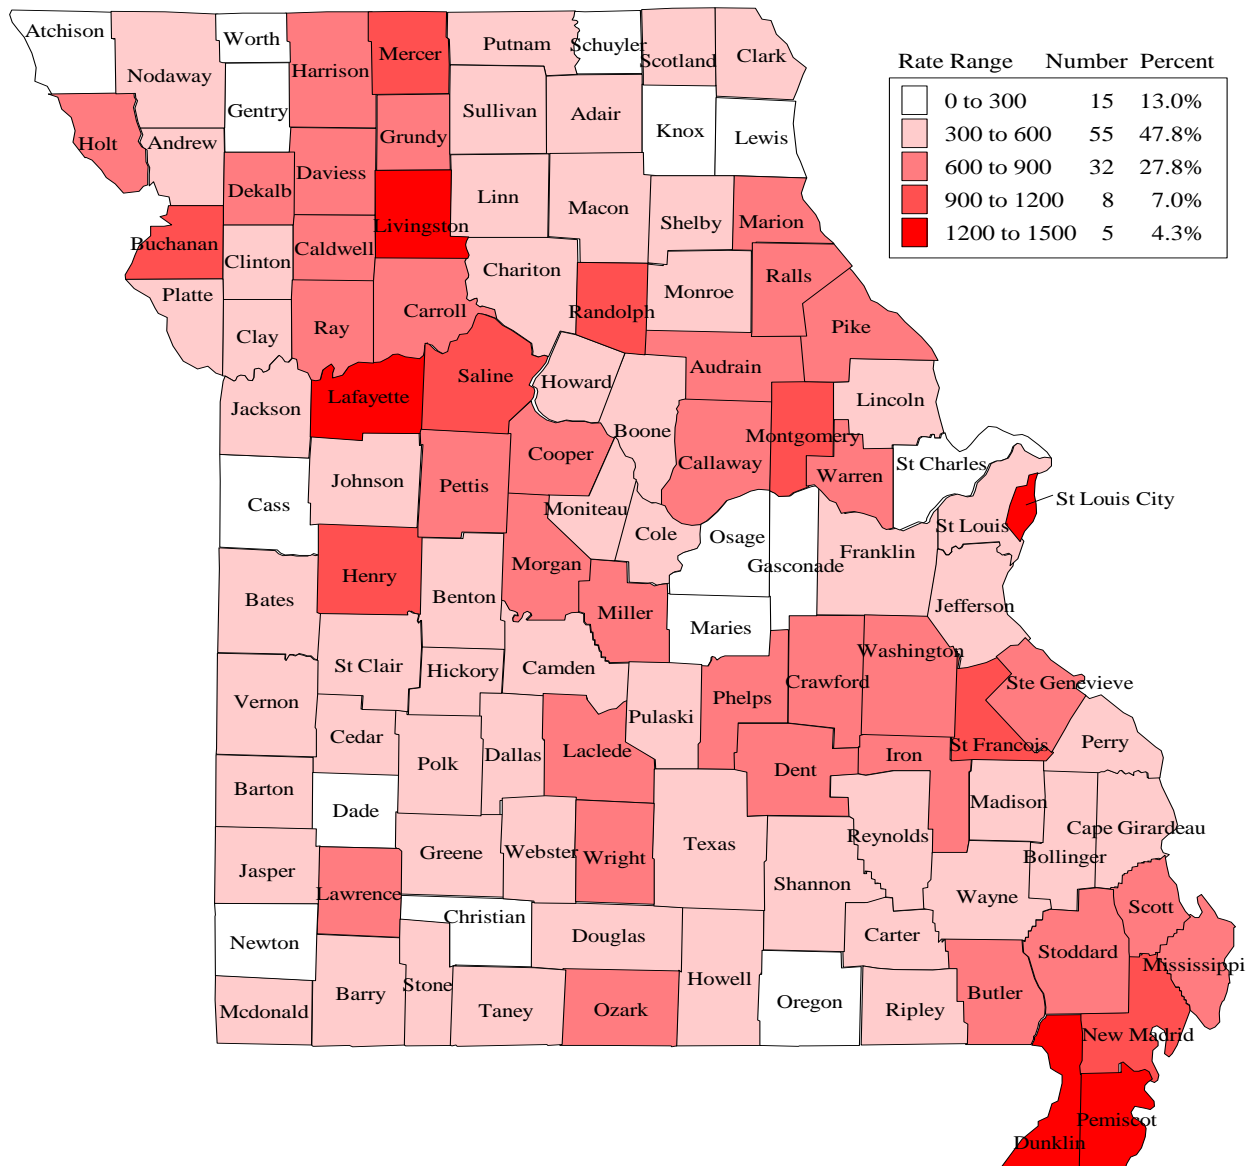 Atchison
Worth
Nodaway
Harrison
Mercer
Putnam
Schuyler
Scotland
Clark
Rate Range Number Percent
0 to 300 15 13.0%
300 to 600 55 47.8%
600 to 900 32 27.8%
900 to 1200 8 7.0%
1200 to 1500 5 4.3%
Gentry
Holt
Andrew
Sullivan
Adair
Knox
Lewis
Grundy
Dekalb
Daviess
Linn
Macon
Shelby
Marion
Livingston
Buchanan
Clinton
Caldwell
Chariton
Monroe
Ralls
Platte
Clay
Ray
Carroll
Randolph
Pike
Audrain
Jackson
Lafayette
Saline
Howard
Lincoln
Boone
Montgomery
Cooper
Callaway
Warren
St Charles
Cass
Johnson
Pettis
Moniteau
St Louis City
Cole
Osage
St Louis
Franklin
Gasconade
Bates
Henry
Benton
Morgan
Miller
Maries
Jefferson
St Clair
Hickory
Camden
Washington
Crawford
Ste Genevieve
Vernon
Pulaski
Phelps
Cedar
Polk
Dallas
Laclede
Dent
Iron
St Francois
Perry
Barton
Dade
Madison
Cape Girardeau
Jasper
Greene
Webster
Wright
Texas
Reynolds
Bollinger
Lawrence
Shannon
Wayne
Scott
Newton
Christian
Douglas
Carter
Stoddard
Mississippi
Mcdonald
Barry
Stone
Taney
Ozark
Howell
Oregon
Ripley
Butler
New Madrid
Pemiscot
Dunklin